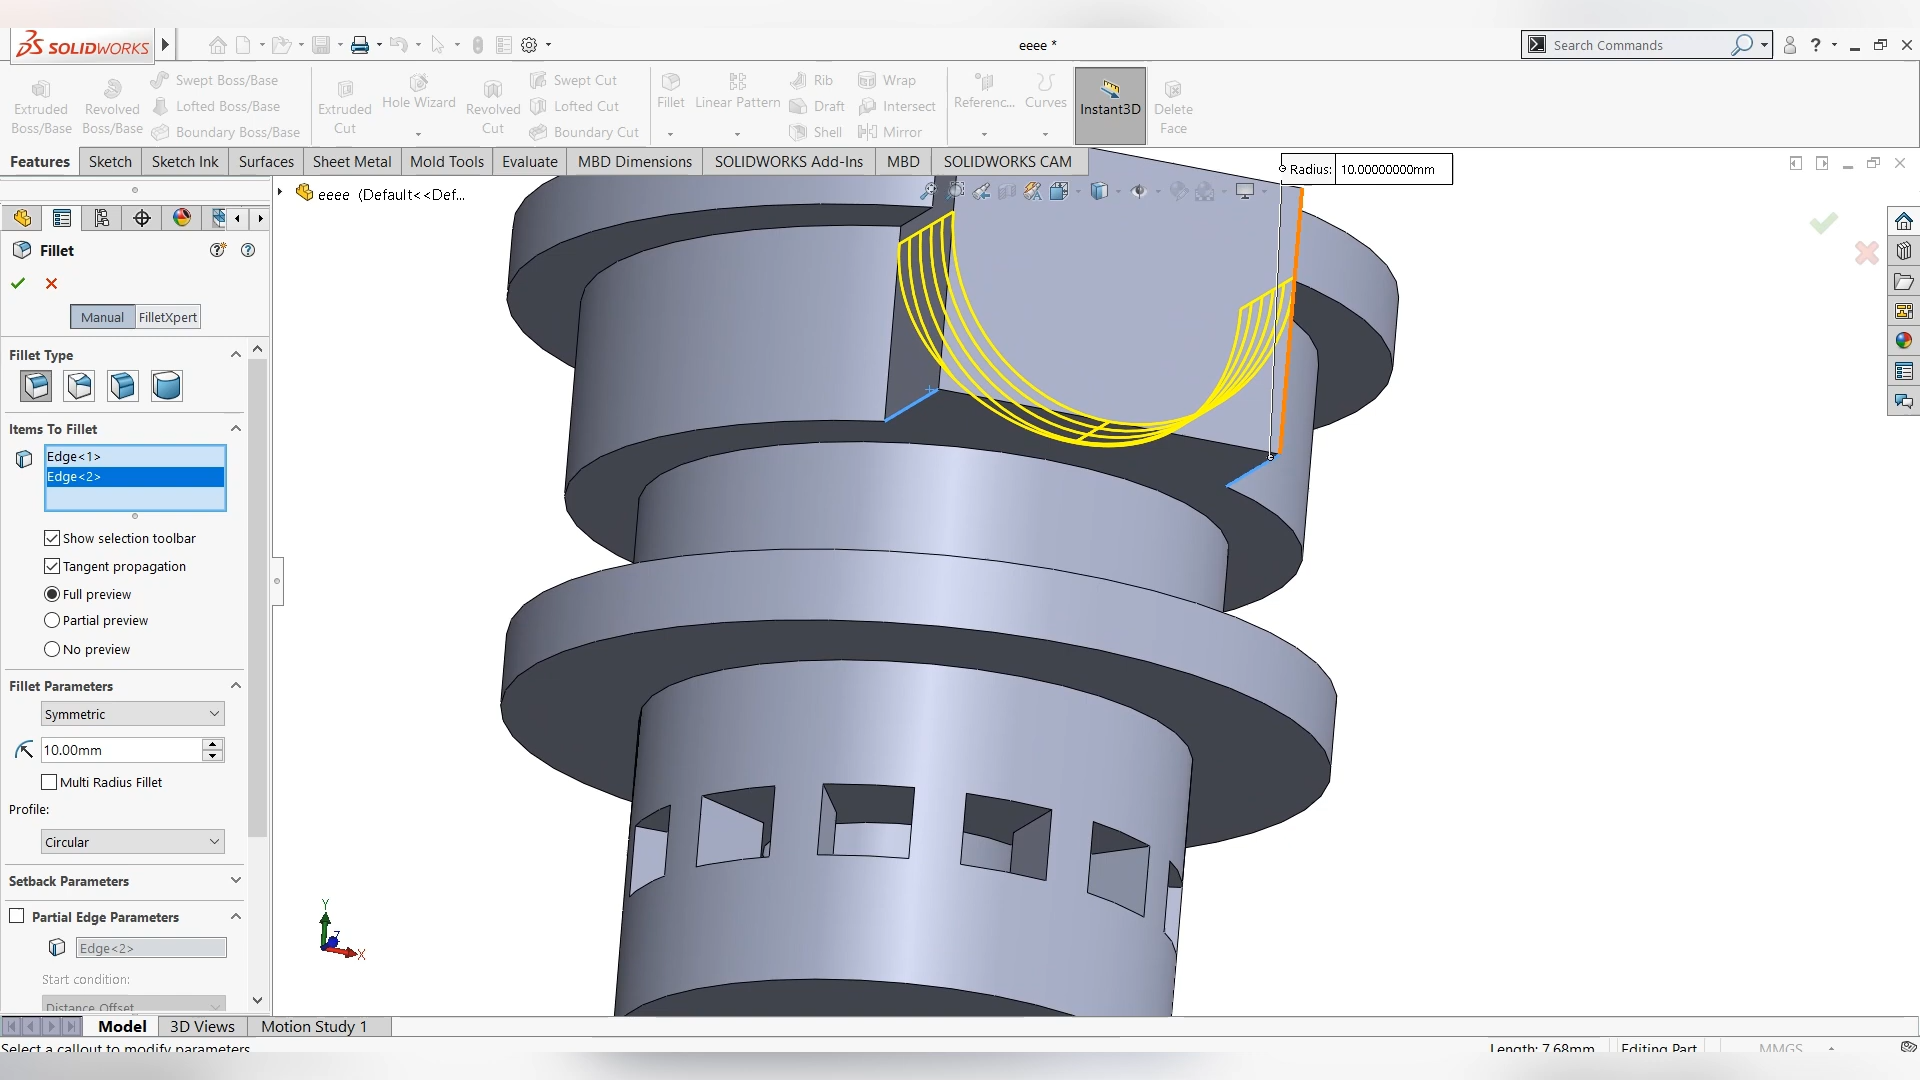 SOLIDWORKS
eeee *
Search Commands
?
Extruded Boss/Base
Revolved Boss/Base
Swept Boss/Base
Lofted Boss/Base
Boundary Boss/Base
Extruded Cut
Hole Wizard
Revolved Cut
Swept Cut
Lofted Cut
Boundary Cut
Fillet
Linear Pattern
Rib
Draft
Shell
Wrap
Intersect
Mirror
Referenc...
Curves
Instant3D
Delete Face
Features
Sketch
Sketch Ink
Surfaces
Sheet Metal
Mold Tools
Evaluate
MBD Dimensions
SOLIDWORKS Add-Ins
MBD
SOLIDWORKS CAM
Radius: 10.00000000mm
eeee (Default<<Def...
Fillet
Manual
FilletXpert
Fillet Type
Items To Fillet
Edge<1>
Edge<2>
Show selection toolbar
Tangent propagation
Full preview
Partial preview
No preview
Fillet Parameters
Symmetric
10.00mm
Multi Radius Fillet
Profile:
Circular
Setback Parameters
Partial Edge Parameters
Edge<2>
Start condition:
Distance Offset
Y
Z
X
Model
3D Views
Motion Study 1
Select a callout to modify parameters
Length: 7.68mm
Editing Part
MMGS